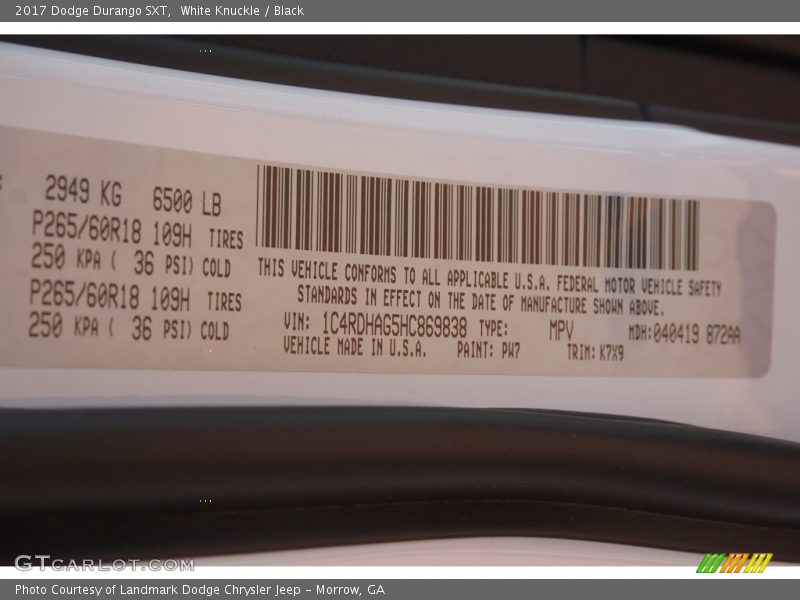 2017 Dodge Durango SXT,  White Knuckle / Black
2949 KG 6500 LB
P265/60R18 109H TIRES
250 KPA ( 36 PSI) COLD
P265/60R18 109H TIRES
250 KPA ( 36 PSI) COLD
THIS VEHICLE CONFORMS TO ALL APPLICABLE U.S.A. FEDERAL MOTOR VEHICLE SAFETY
STANDARDS IN EFFECT ON THE DATE OF MANUFACTURE SHOWN ABOVE.
VIN: 1C4RDHAG5HC869838 TYPE: MPV MDH:040419 872AA
VEHICLE MADE IN U.S.A. PAINT: PW7 TRIM: K7X9
GTCARLOT.COM
Photo Courtesy of Landmark Dodge Chrysler Jeep – Morrow, GA